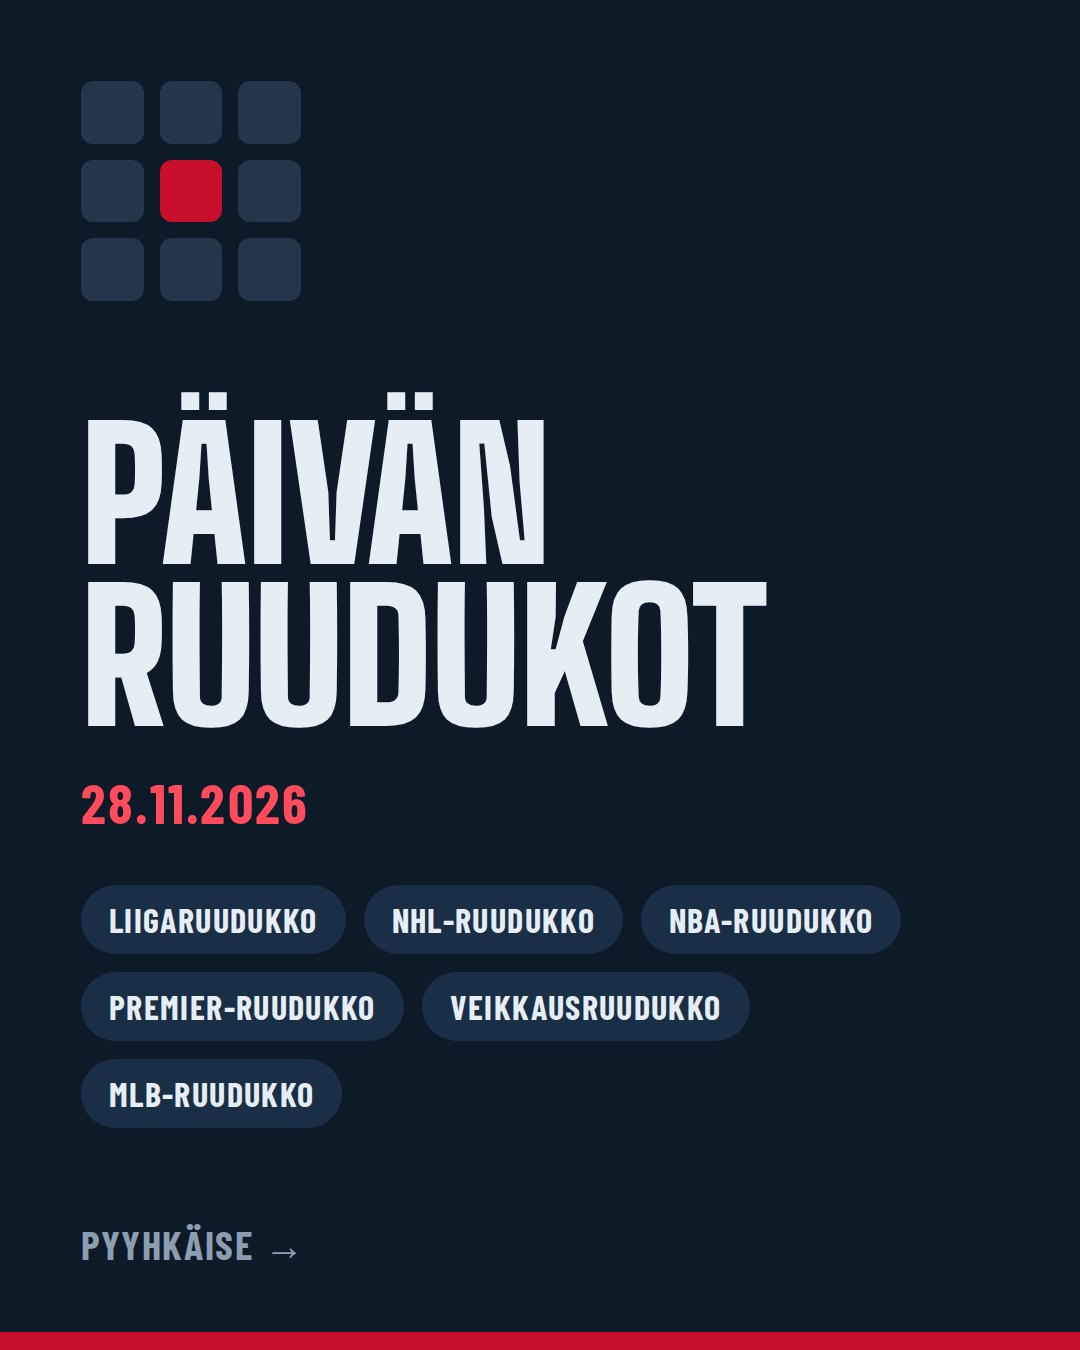 PÄIVÄN
RUUDUKOT
28.11.2026
LIIGARUUDUKKO NHL-RUUDUKKO NBA-RUUDUKKO
PREMIER-RUUDUKKO VEIKKAUSRUUDUKKO
MLB-RUUDUKKO
PYYHKÄISE →